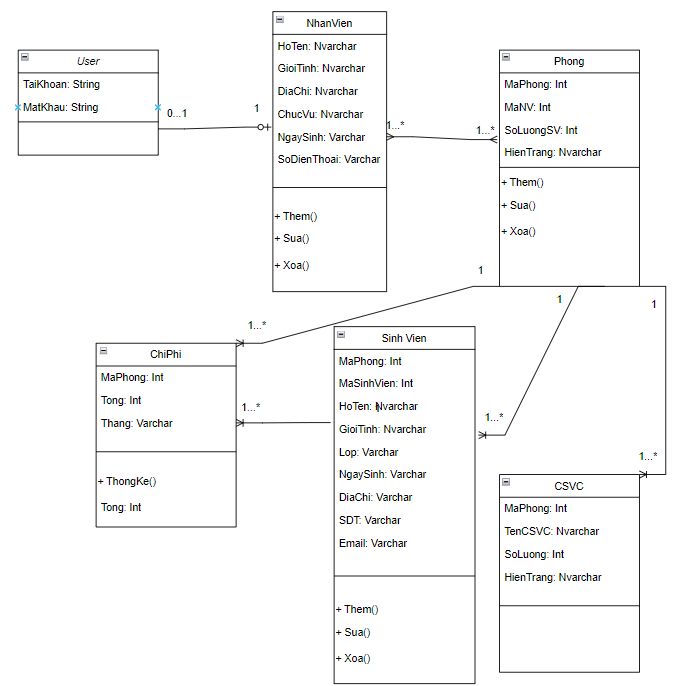 User
TaiKhoan: String
MatKhau: String
0...1
1
NhanVien
HoTen: Nvarchar
GioiTinh: Nvarchar
DiaChi: Nvarchar
ChucVu: Nvarchar
NgaySinh: Varchar
SoDienThoai: Varchar
+ Them()
+ Sua()
+ Xoa()
1...*
1...*
Phong
MaPhong: Int
MaNV: Int
SoLuongSV: Int
HienTrang: Nvarchar
+ Them()
+ Sua()
+ Xoa()
1
1
1
1...*
ChiPhi
MaPhong: Int
Tong: Int
Thang: Varchar
+ ThongKe()
Tong: Int
1...*
Sinh Vien
MaPhong: Int
MaSinhVien: Int
HoTen: Nvarchar
GioiTinh: Nvarchar
Lop: Varchar
NgaySinh: Varchar
DiaChi: Varchar
SDT: Varchar
Email: Varchar
+ Them()
+ Sua()
+ Xoa()
1...*
1...*
CSVC
MaPhong: Int
TenCSVC: Nvarchar
SoLuong: Int
HienTrang: Nvarchar